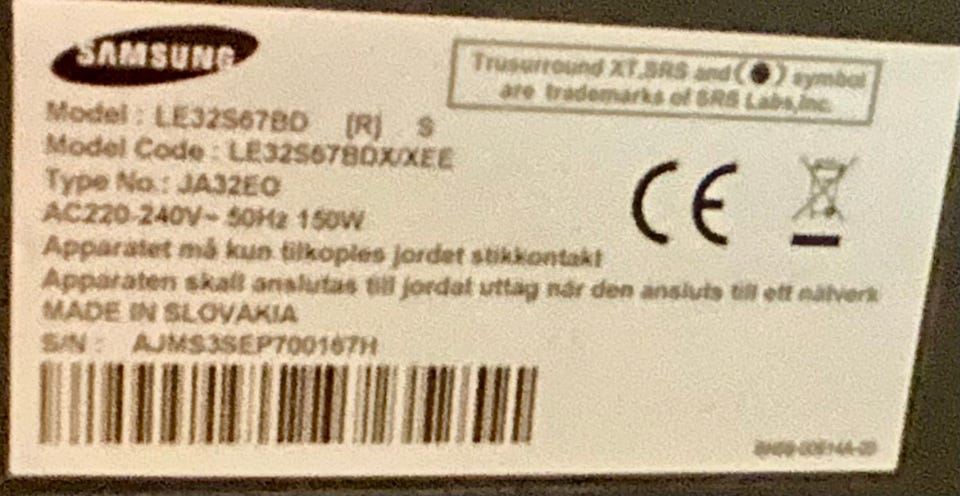 SAMSUNG
Trusurround XT,SRS and (●) symbol
are trademarks of SRS Labs,Inc.
Model : LE32S67BD (R) S
Model Code : LE32S67BDX/XEE
Type No.: JA32EO
AC220-240V~ 50Hz 150W
Apparatet må kun tilkoples jordet stikkontakt
Apparaten skall anslutas till jordat uttag när den ansluts till ett nätverk
MADE IN SLOVAKIA
S/N : AJMS3SEP700167H
CE